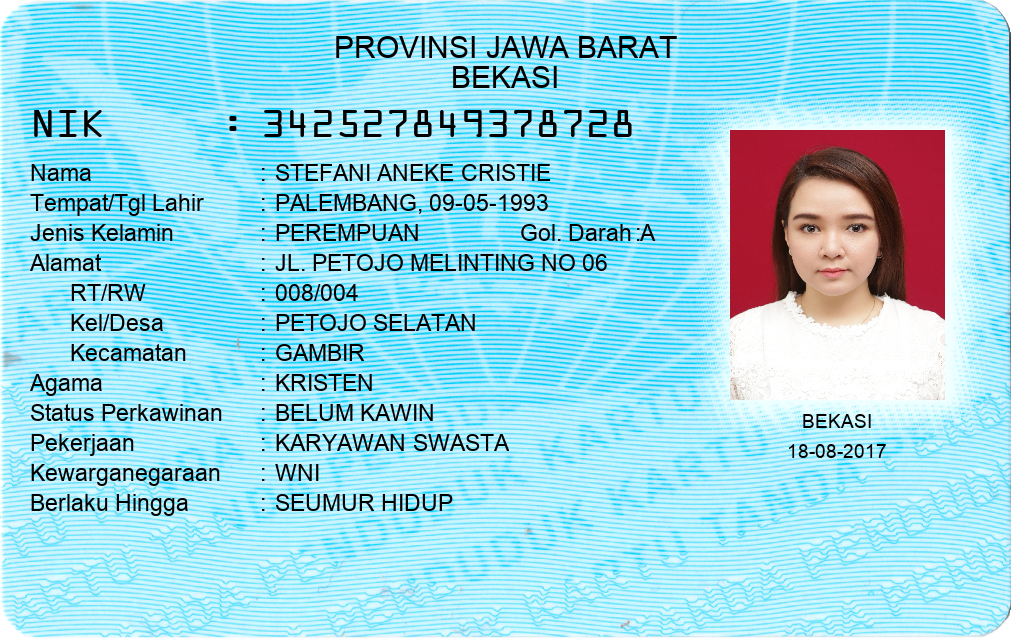 PROVINSI JAWA BARAT
BEKASI
NIK : 342527849378728
Nama : STEFANI ANEKE CRISTIE
Tempat/Tgl Lahir : PALEMBANG, 09-05-1993
Jenis Kelamin : PEREMPUAN Gol. Darah :A
Alamat : JL. PETOJO MELINTING NO 06
RT/RW : 008/004
Kel/Desa : PETOJO SELATAN
Kecamatan : GAMBIR
Agama : KRISTEN
Status Perkawinan : BELUM KAWIN
Pekerjaan : KARYAWAN SWASTA
Kewarganegaraan : WNI
Berlaku Hingga : SEUMUR HIDUP
BEKASI
18-08-2017